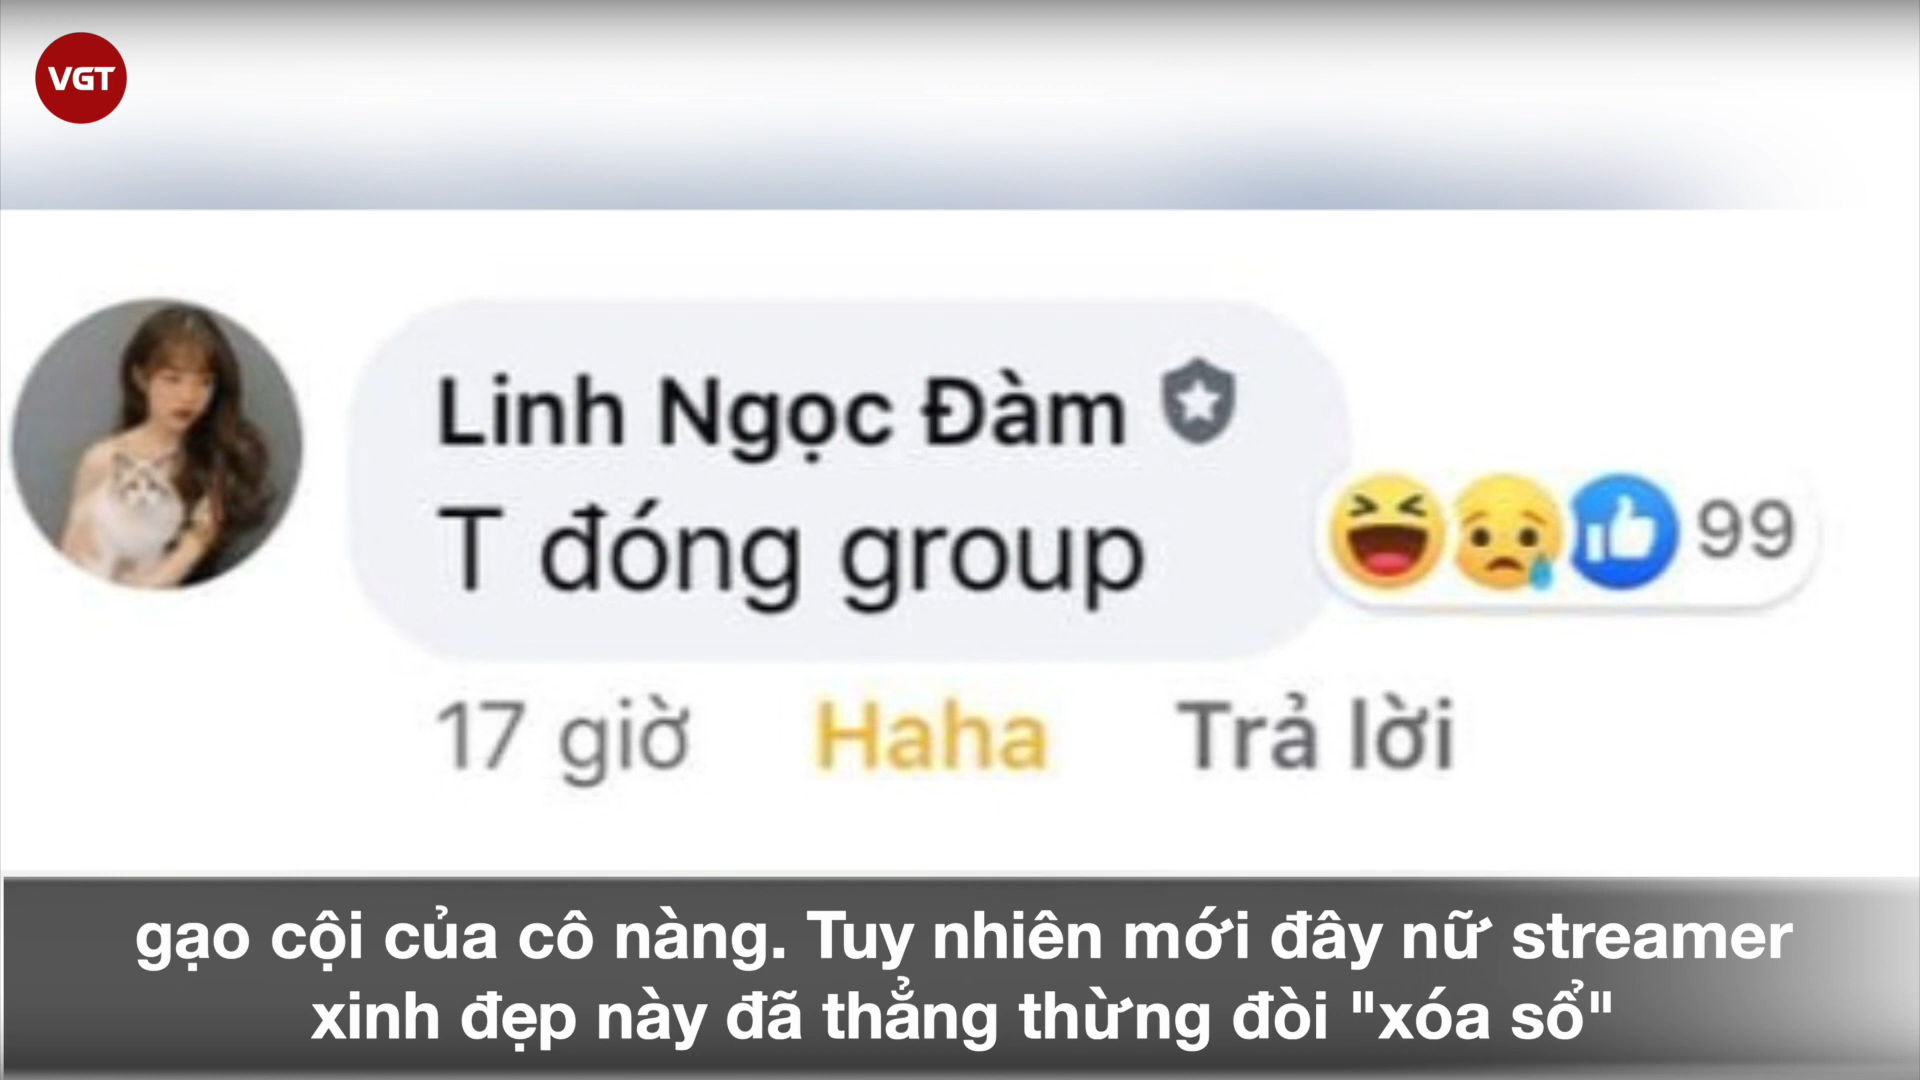 VGT
Linh Ngọc Đàm
T đóng group
99
17 giờ Haha Trả lời
gạo cội của cô nàng. Tuy nhiên mới đây nữ streamer
xinh đẹp này đã thẳng thừng đòi "xóa sổ"